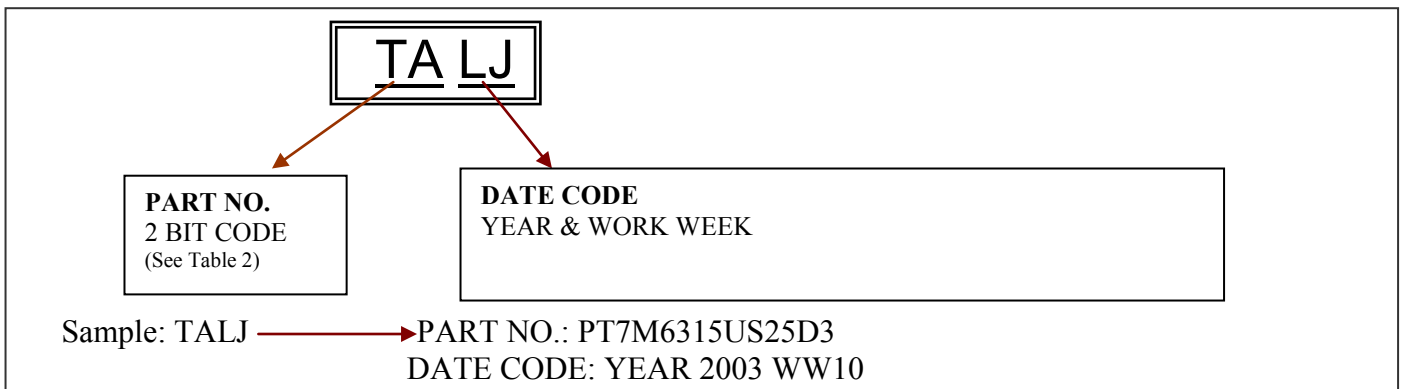 TA LJ
PART NO.
2 BIT CODE
(See Table 2)
DATE CODE
YEAR & WORK WEEK
Sample: TALJ PART NO.: PT7M6315US25D3
DATE CODE: YEAR 2003 WW10